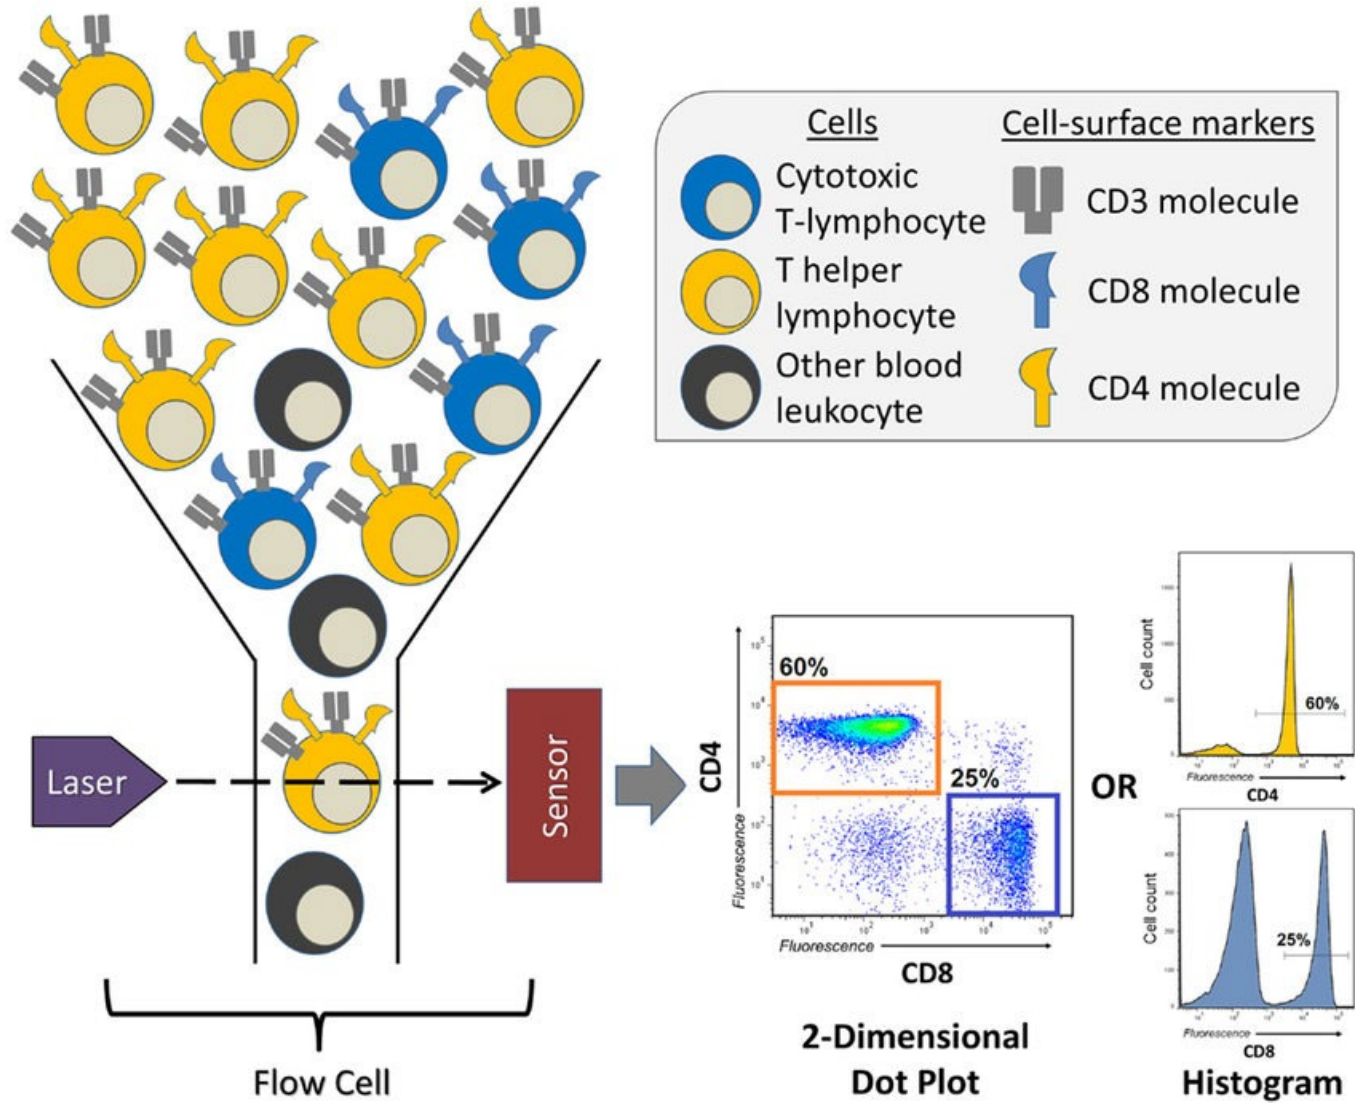 Cells
Cytotoxic
T-lymphocyte
T helper
lymphocyte
Other blood
leukocyte
Cell-surface markers
CD3 molecule
CD8 molecule
CD4 molecule
Laser
Sensor
Flow Cell
60%
25%
CD4
Fluorescence
Fluorescence
CD8
2-Dimensional
Dot Plot
OR
Cell count
60%
Fluorescence
CD4
Cell count
25%
Fluorescence
CD8
Histogram